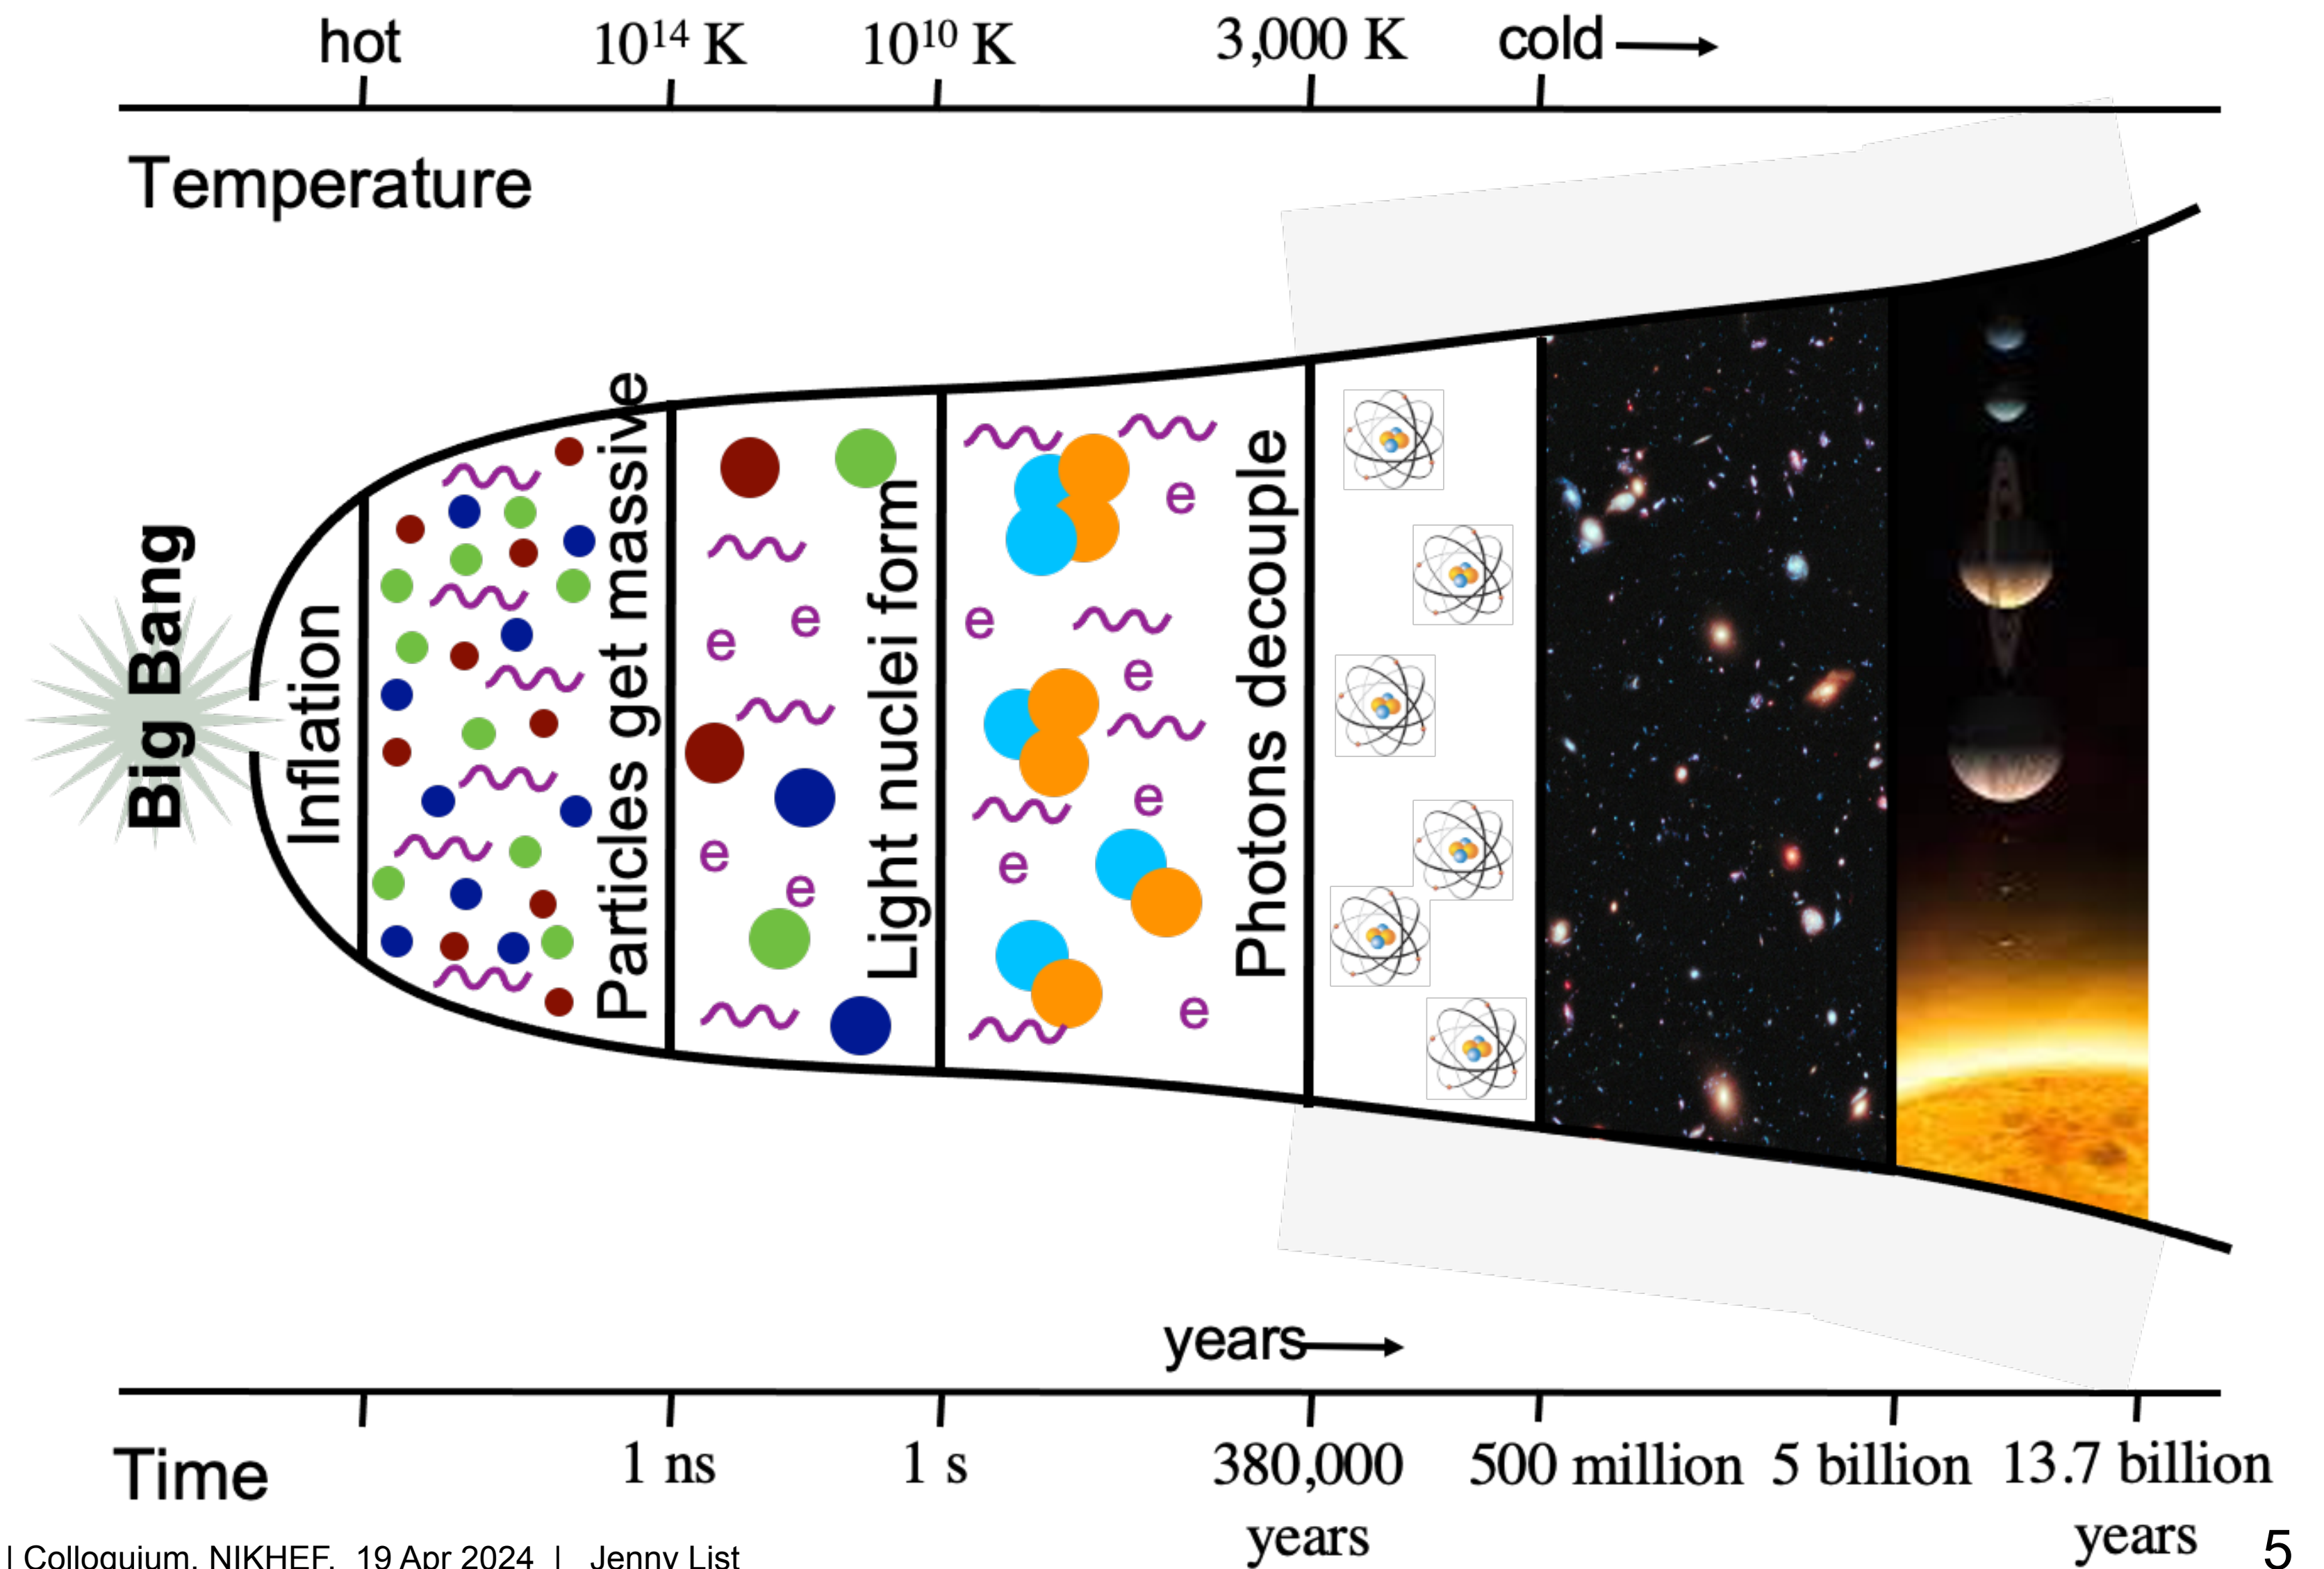 hot 10¹⁴ K 10¹⁰ K 3,000 K cold
Temperature
Big Bang
Inflation
Particles get massive
Light nuclei form
Photons decouple
e
e
e
e
e
e
e
e
e
e
years
Time 1 ns 1 s 380,000 500 million 5 billion 13.7 billion
years years
| Colloquium, NIKHEF, 19 Apr 2024 | Jenny List 5